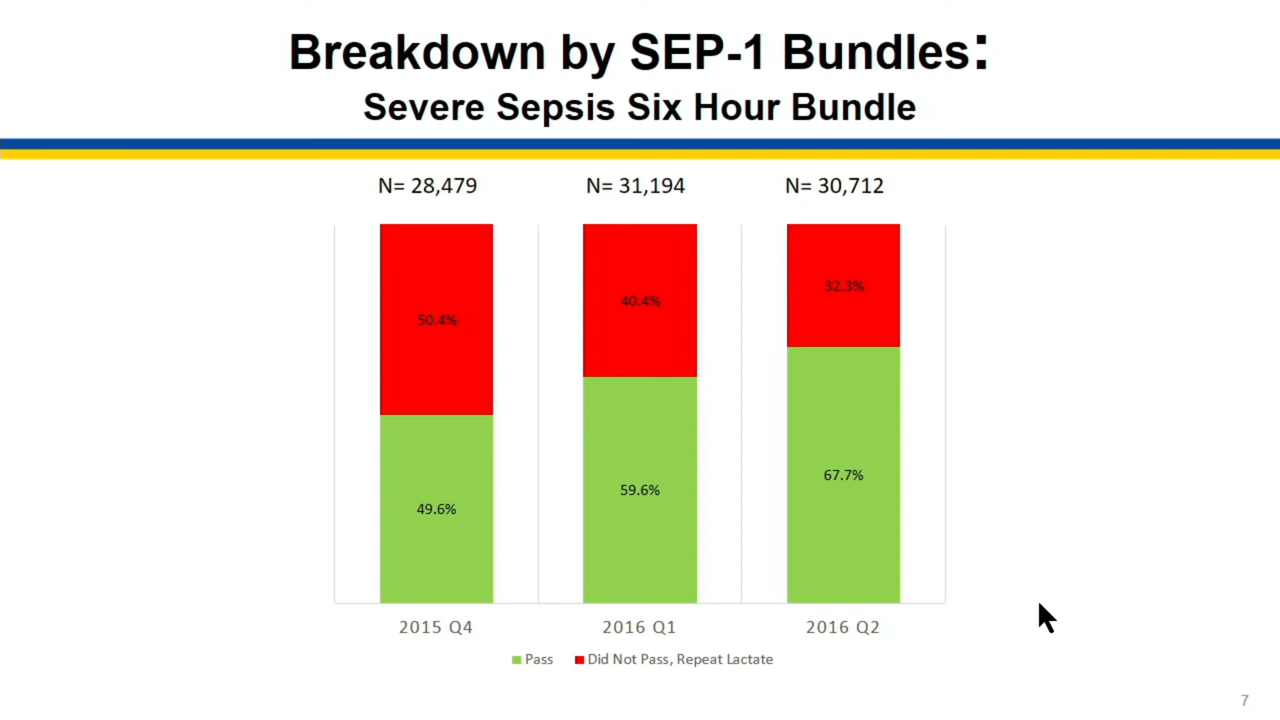 Breakdown by SEP-1 Bundles:
Severe Sepsis Six Hour Bundle
N= 28,479 N= 31,194 N= 30,712
50.4% 40.4% 32.3%
49.6% 59.6% 67.7%
2015 Q4 2016 Q1 2016 Q2
Pass Did Not Pass, Repeat Lactate
7